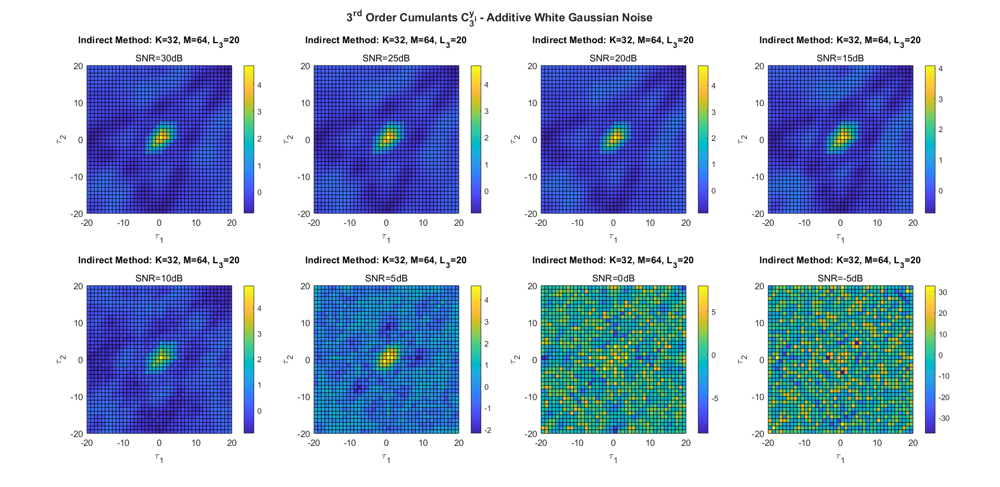 3rd Order Cumulants C3yi - Additive White Gaussian Noise
Indirect Method: K=32, M=64, L3=20
SNR=30dB
20
10
0
-10
-20
-20 -10 0 10 20
τ2
τ1
4
3
2
1
0
Indirect Method: K=32, M=64, L3=20
SNR=25dB
20
10
0
-10
-20
-20 -10 0 10 20
τ2
τ1
4
3
2
1
0
Indirect Method: K=32, M=64, L3=20
SNR=20dB
20
10
0
-10
-20
-20 -10 0 10 20
τ2
τ1
4
3
2
1
0
Indirect Method: K=32, M=64, L3=20
SNR=15dB
20
10
0
-10
-20
-20 -10 0 10 20
τ2
τ1
4
3
2
1
0
Indirect Method: K=32, M=64, L3=20
SNR=10dB
20
10
0
-10
-20
-20 -10 0 10 20
τ2
τ1
4
3
2
1
0
Indirect Method: K=32, M=64, L3=20
SNR=5dB
20
10
0
-10
-20
-20 -10 0 10 20
τ2
τ1
4
3
2
1
0
-1
-2
Indirect Method: K=32, M=64, L3=20
SNR=0dB
20
10
0
-10
-20
-20 -10 0 10 20
τ2
τ1
5
0
-5
Indirect Method: K=32, M=64, L3=20
SNR=-5dB
20
10
0
-10
-20
-20 -10 0 10 20
τ2
τ1
30
20
10
0
-10
-20
-30